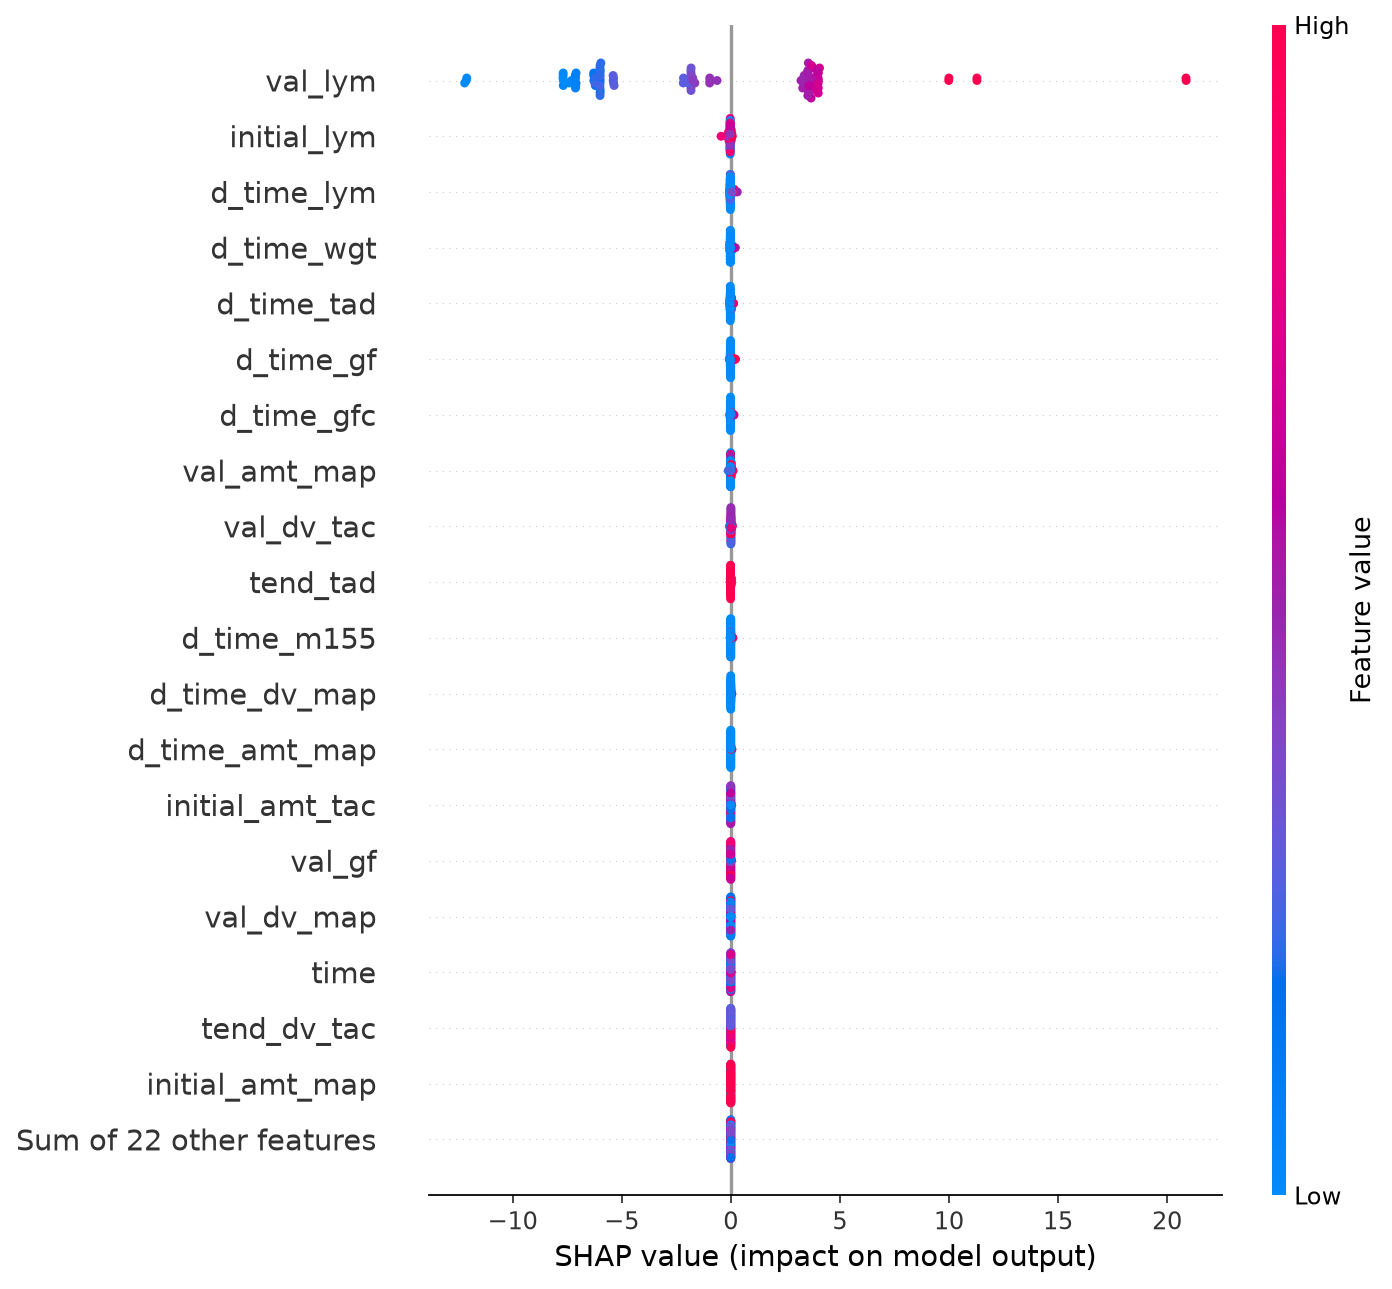 High
val_lym
initial_lym
d_time_lym
d_time_wgt
d_time_tad
d_time_gf
d_time_gfc
val_amt_map
val_dv_tac
tend_tad
d_time_m155
d_time_dv_map
d_time_amt_map
initial_amt_tac
val_gf
val_dv_map
time
tend_dv_tac
initial_amt_map
Sum of 22 other features
Feature value
Low
−10 −5 0 5 10 15 20
SHAP value (impact on model output)